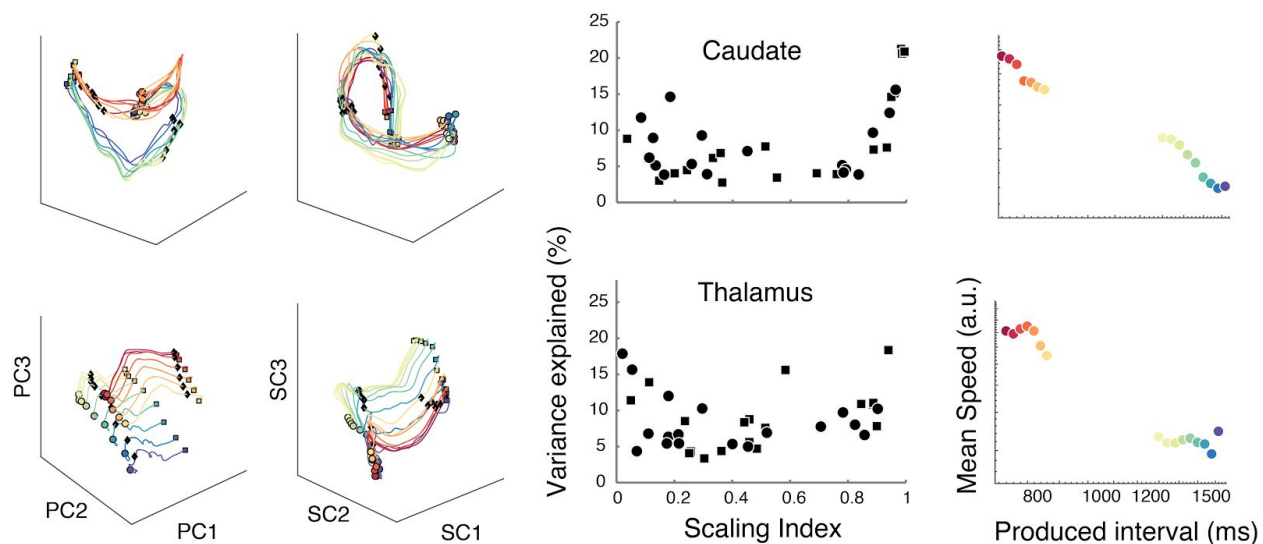 25
20
15
10
5
0
Caudate
Variance explained (%)
25
20
15
10
5
0
Thalamus
0
0.2
0.4
0.6
0.8
1
Scaling Index
PC3
PC2
PC1
SC3
SC2
SC1
Mean Speed (a.u.)
800
1000
1200
1500
Produced interval (ms)